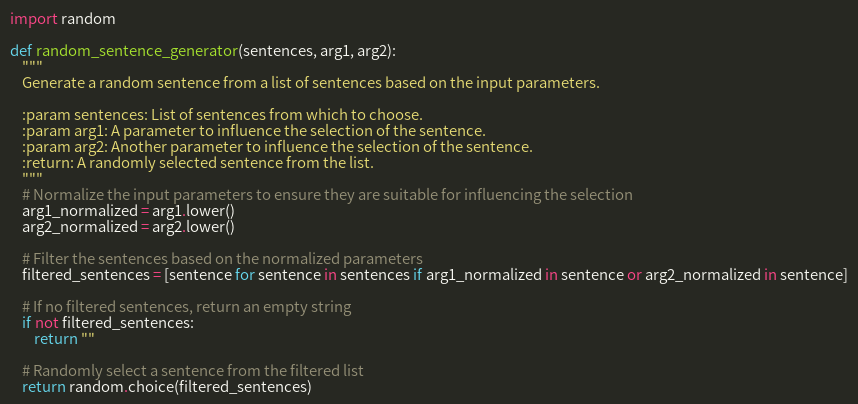 import random
def random_sentence_generator(sentences, arg1, arg2):
"""
Generate a random sentence from a list of sentences based on the input parameters.
:param sentences: List of sentences from which to choose.
:param arg1: A parameter to influence the selection of the sentence.
:param arg2: Another parameter to influence the selection of the sentence.
:return: A randomly selected sentence from the list.
"""
# Normalize the input parameters to ensure they are suitable for influencing the selection
arg1_normalized = arg1.lower()
arg2_normalized = arg2.lower()
# Filter the sentences based on the normalized parameters
filtered_sentences = [sentence for sentence in sentences if arg1_normalized in sentence or arg2_normalized in sentence]
# If no filtered sentences, return an empty string
if not filtered_sentences:
return ""
# Randomly select a sentence from the filtered list
return random.choice(filtered_sentences)